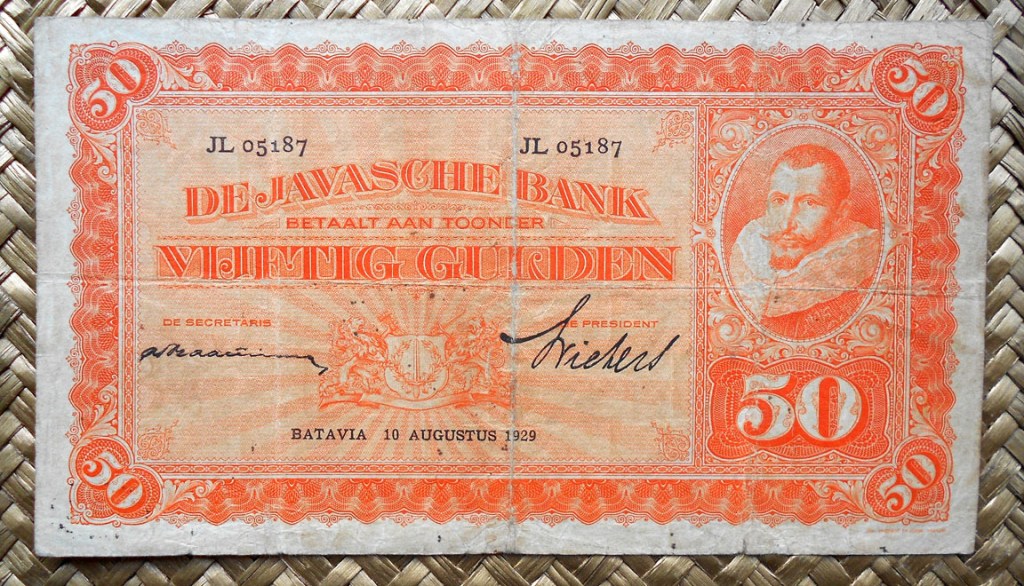 50 50
JL 05187 JL 05187
DE JAVASCHE BANK
BETAALT AAN TOONDER
VIJFTIG GULDEN
DE SECRETARIS DE PRESIDENT
50
BATAVIA 10 AUGUSTUS 1929
50 50